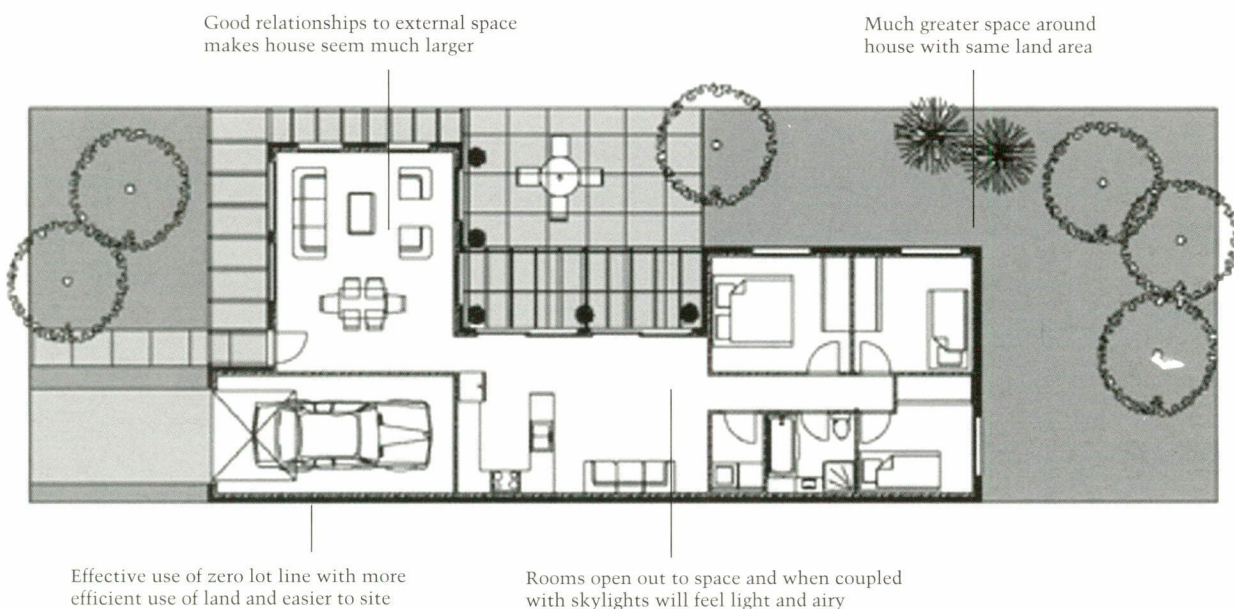 Good relationships to external space
makes house seem much larger
Much greater space around
house with same land area
Effective use of zero lot line with more
efficient use of land and easier to site
Rooms open out to space and when coupled
with skylights will feel light and airy